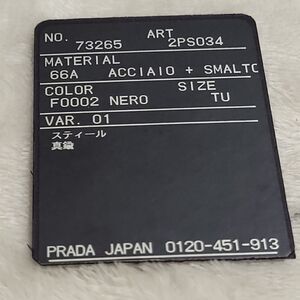 NO. ART
73265 2PS034
MATERIAL
66A ACCIAIO + SMALTO
COLOR SIZE
F0002 NERO TU
VAR. 01
スティール
真鍮
PRADA JAPAN 0120-451-913